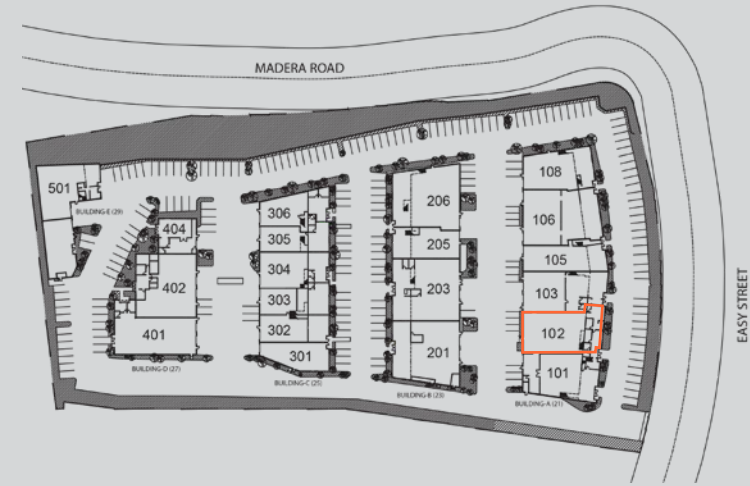 MADERA ROAD
EASY STREET
501
BUILDING-E (29)
404
402
401
BUILDING-D (27)
306
305
304
303
302
301
BUILDING-C (25)
206
205
203
201
BUILDING-B (23)
108
106
105
103
102
101
BUILDING-A (21)